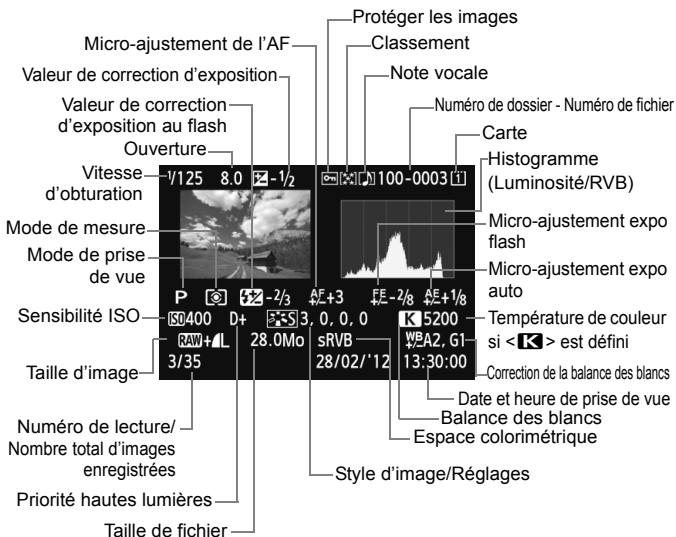 Protéger les images
Micro-ajustement de l'AF
Classement
Valeur de correction d'exposition
Note vocale
Valeur de correction
d'exposition au flash
Numéro de dossier - Numéro de fichier
Ouverture
Carte
Vitesse
d'obturation
Histogramme
(Luminosité/RVB)
1/125 8.0 -1/2 100-0003 1
Mode de mesure
Micro-ajustement expo
flash
Mode de prise
de vue
Micro-ajustement expo
auto
P -2/3 AF+3 FE-2/8 AE+1/8
Sensibilité ISO
ISO400 D+ S 3, 0, 0, 0 K 5200
Température de couleur
si <K> est défini
RAW+L 28.0Mo sRVB WB A2, G1
Taille d'image
3/35 28/02/'12 13:30:00
Correction de la balance des blancs
Date et heure de prise de vue
Balance des blancs
Espace colorimétrique
Numéro de lecture/
Nombre total d'images
enregistrées
Style d'image/Réglages
Priorité hautes lumières
Taille de fichier